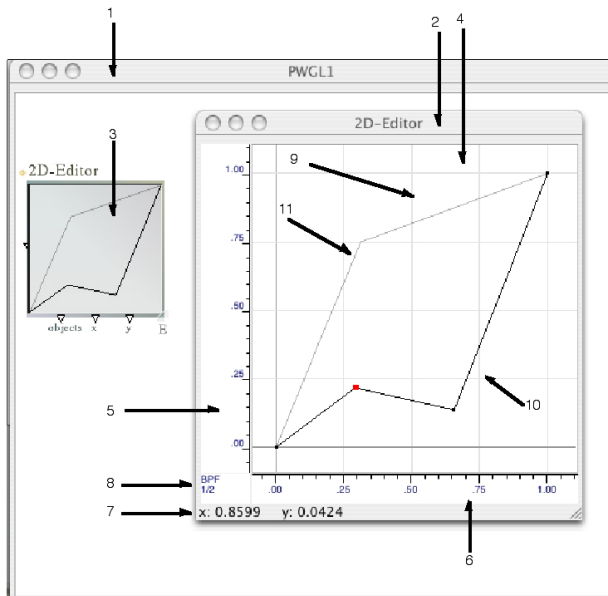 1
2
4
PWGL1
2D-Editor
3
9
2D-Editor
1.00
11
.75
.50
objects x y E
.25
5
10
.00
8
BPF
1/2
.00 .25 .50 .75 1.00
7
x: 0.8599 y: 0.0424
6